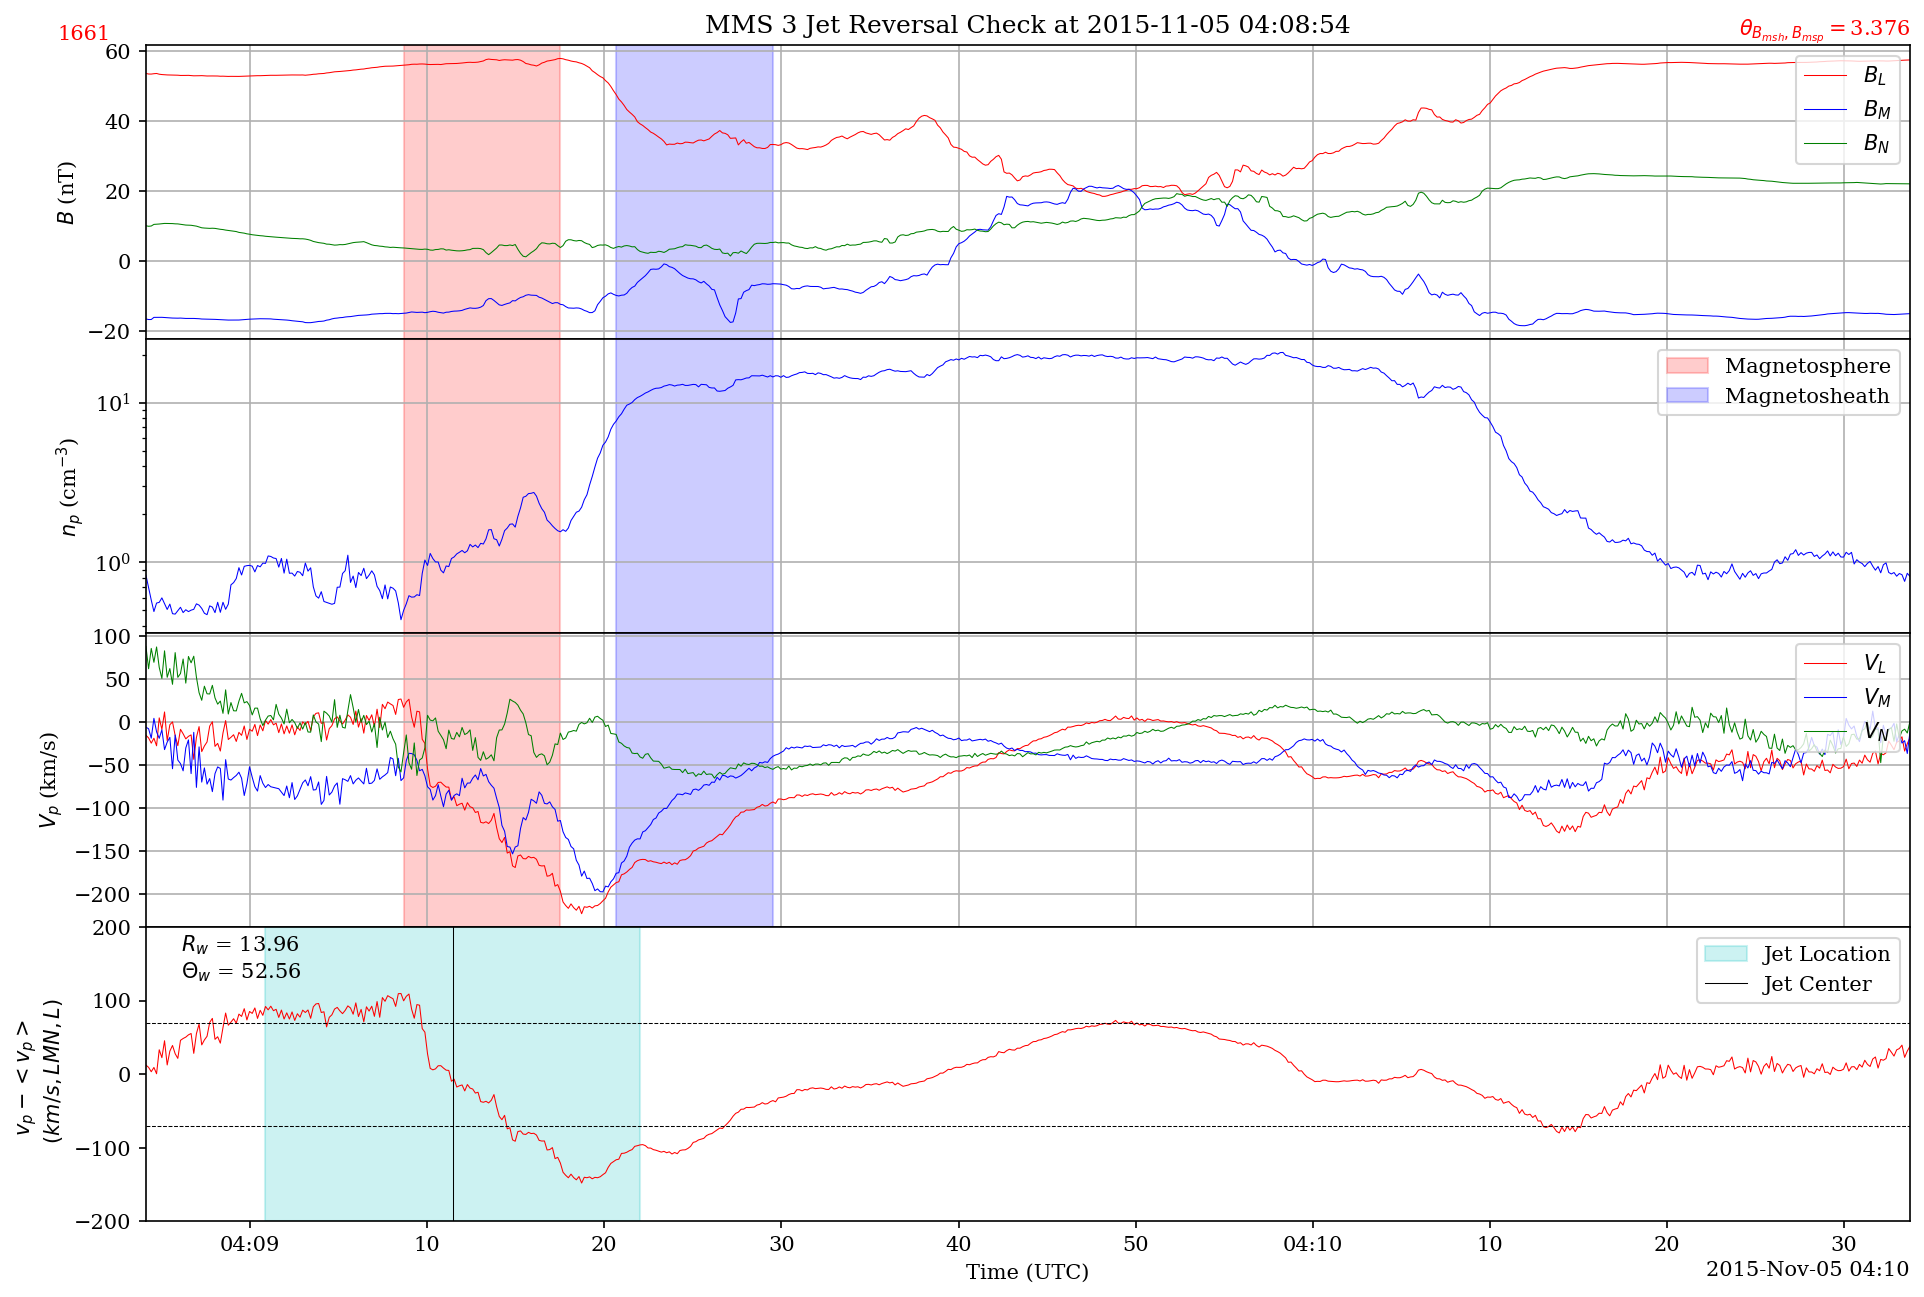 MMS 3 Jet Reversal Check at 2015-11-05 04:08:54
1661
θ_{B_{msh}, B_{msp}} = 3.376
60
40
20
0
−20
B (nT)
B_L
B_M
B_N
10^1
10^0
n_p (cm^{−3})
Magnetosphere
Magnetosheath
100
50
0
−50
−100
−150
−200
V_p (km/s)
V_L
V_M
V_N
200
100
0
−100
−200
v_p − < v_p >
(km/s, LMN, L)
R_w = 13.96
Θ_w = 52.56
Jet Location
Jet Center
04:09 10 20 30 40 50 04:10 10 20 30
Time (UTC)
2015-Nov-05 04:10